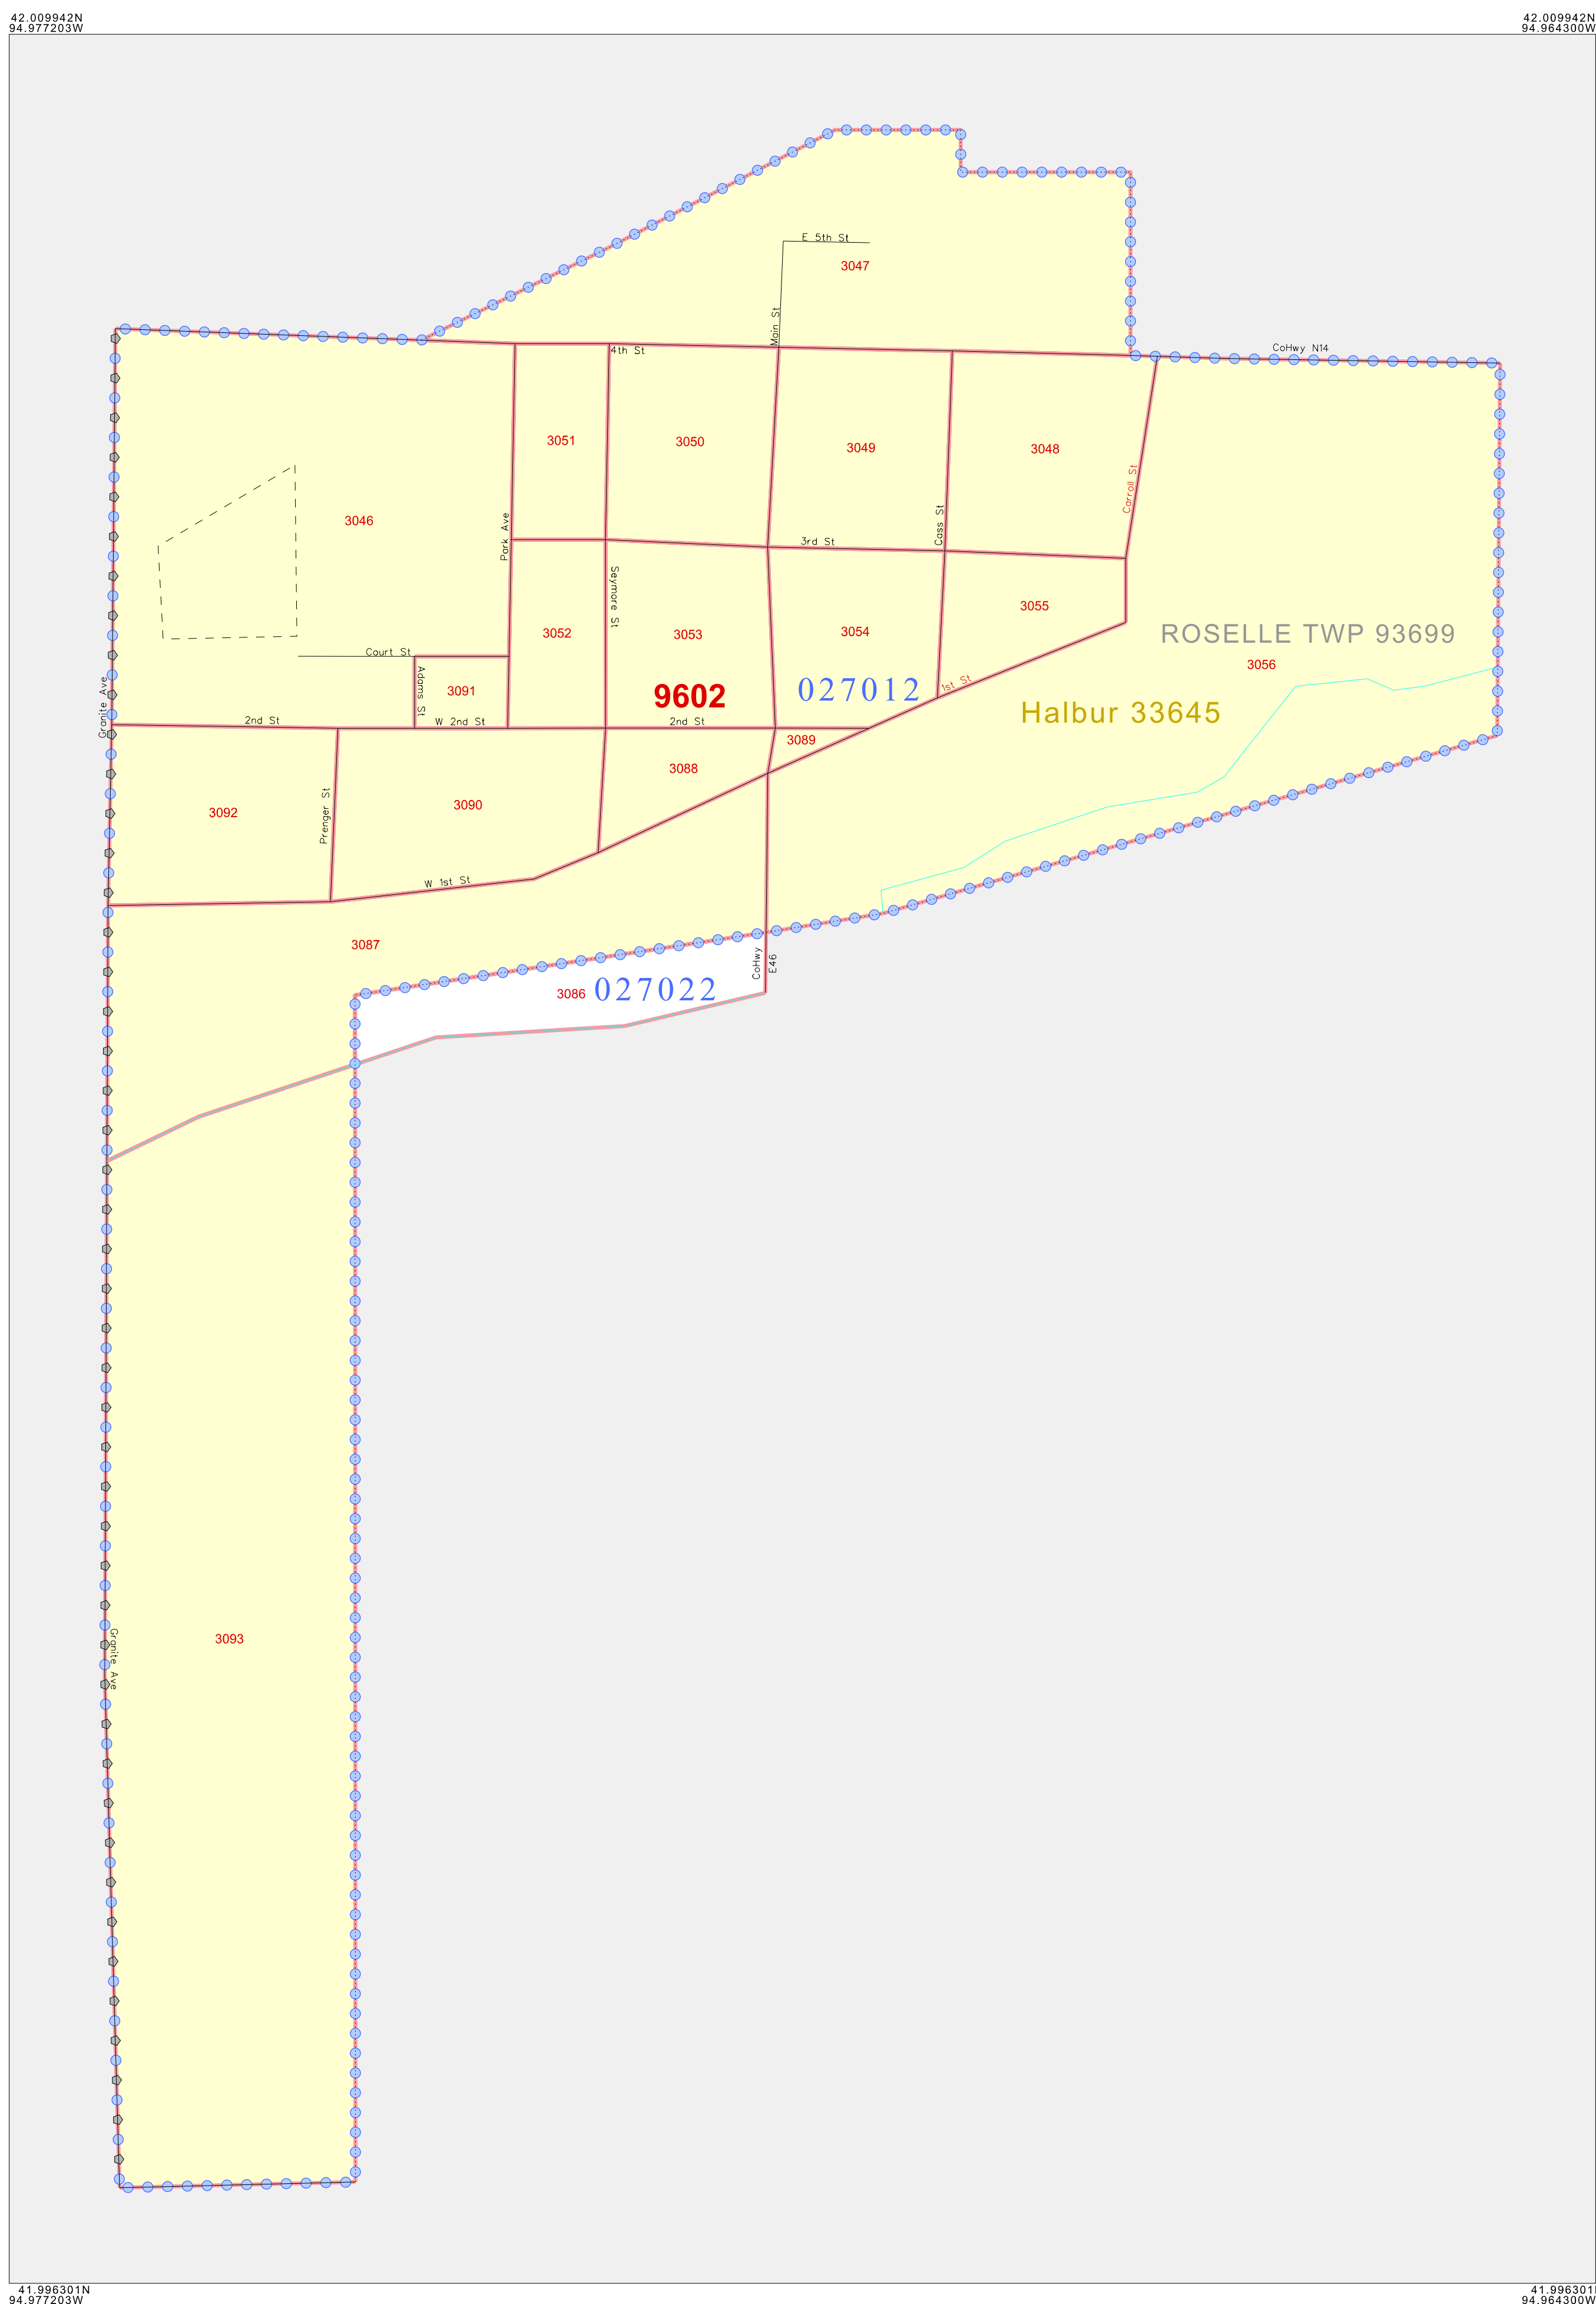 42.009942N
94.977203W
42.009942N
94.964300W
E 5th St
3047
Main St
4th St
CoHwy N14
3051
3050
3049
3048
Carroll St
3046
Park Ave
Cass St
3rd St
Seymore St
3055
3052
3053
3054
ROSELLE TWP 93699
3056
Court St
Adams St
3091
9602
027012
1st St
Halbur 33645
Granite Ave
2nd St
W 2nd St
2nd St
3089
3088
3090
3092
Prenger St
W 1st St
3087
CoHwy
E46
3086
027022
3093
Granite Ave
41.996301N
94.977203W
41.996301
94.964300W